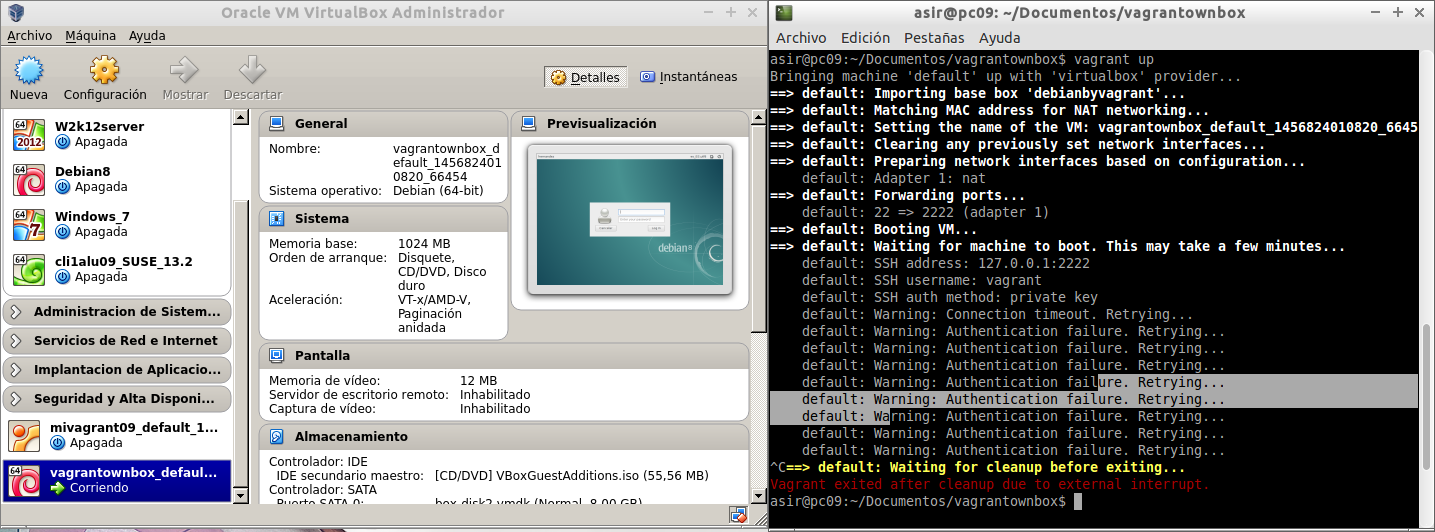 Oracle VM VirtualBox Administrador
Archivo Máquina Ayuda
Nueva Configuración Mostrar Descartar
Detalles Instantáneas
64 2012 W2k12server
Apagada
64 Debian8
Apagada
64 7 Windows_7
Apagada
64 cli1alu09_SUSE_13.2
Apagada
Administracion de Sistem...
Servicios de Red e Internet
Implantacion de Aplicacio...
Seguridad y Alta Disponi...
mivagrant09_default_1...
Apagada
64 vagrantownbox_defaul...
Corriendo
General
Nombre: vagrantownbox_d
efault_145682401
0820_66454
Sistema operativo: Debian (64-bit)
Sistema
Memoria base: 1024 MB
Orden de arranque: Disquete,
CD/DVD, Disco
duro
Aceleración: VT-x/AMD-V,
Paginación
anidada
Previsualización
debian 8
Pantalla
Memoria de vídeo: 12 MB
Servidor de escritorio remoto: Inhabilitado
Captura de vídeo: Inhabilitado
Almacenamiento
Controlador: IDE
IDE secundario maestro: [CD/DVD] VBoxGuestAdditions.iso (55,56 MB)
Controlador: SATA
Puerto SATA 0: box-disk2.vmdk (Normal, 8,00 GB)
asir@pc09: ~/Documentos/vagrantownbox
Archivo Edición Pestañas Ayuda
asir@pc09:~/Documentos/vagrantownbox$ vagrant up
Bringing machine 'default' up with 'virtualbox' provider...
==> default: Importing base box 'debianbyvagrant'...
==> default: Matching MAC address for NAT networking...
==> default: Setting the name of the VM: vagrantownbox_default_1456824010820_6645
==> default: Clearing any previously set network interfaces...
==> default: Preparing network interfaces based on configuration...
default: Adapter 1: nat
==> default: Forwarding ports...
default: 22 => 2222 (adapter 1)
==> default: Booting VM...
==> default: Waiting for machine to boot. This may take a few minutes...
default: SSH address: 127.0.0.1:2222
default: SSH username: vagrant
default: SSH auth method: private key
default: Warning: Connection timeout. Retrying...
default: Warning: Authentication failure. Retrying...
default: Warning: Authentication failure. Retrying...
default: Warning: Authentication failure. Retrying...
default: Warning: Authentication failure. Retrying...
default: Warning: Authentication failure. Retrying...
default: Warning: Authentication failure. Retrying...
default: Warning: Authentication failure. Retrying...
default: Warning: Authentication failure. Retrying...
^C==> default: Waiting for cleanup before exiting...
Vagrant exited after cleanup due to external interrupt.
asir@pc09:~/Documentos/vagrantownbox$